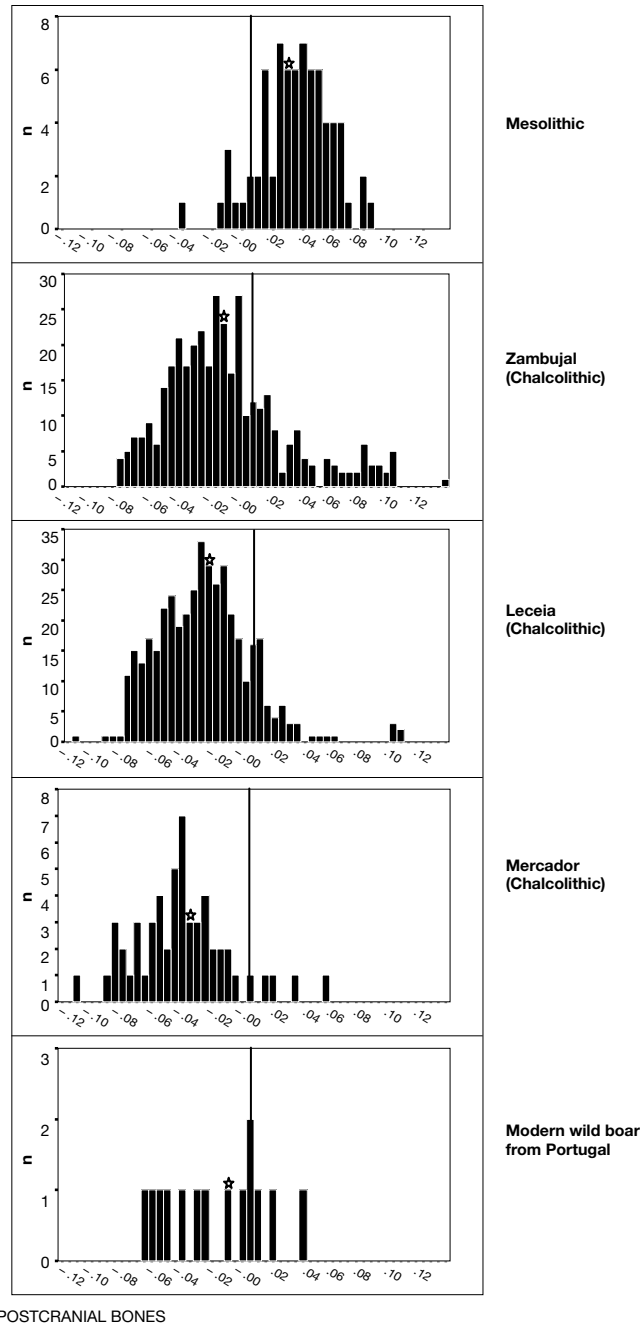 8
6
4
2
0
n
–.12 –.10 –.08 –.06 –.04 –.02 –.00 .02 .04 .06 .08 .10 .12
Mesolithic
30
25
20
15
10
5
0
n
–.12 –.10 –.08 –.06 –.04 –.02 –.00 .02 .04 .06 .08 .10 .12
Zambujal
(Chalcolithic)
35
30
25
20
15
10
5
0
n
–.12 –.10 –.08 –.06 –.04 –.02 –.00 .02 .04 .06 .08 .10 .12
Leceia
(Chalcolithic)
8
7
6
5
4
3
2
1
0
n
–.12 –.10 –.08 –.06 –.04 –.02 –.00 .02 .04 .06 .08 .10 .12
Mercador
(Chalcolithic)
3
2
1
0
n
–.12 –.10 –.08 –.06 –.04 –.02 –.00 .02 .04 .06 .08 .10 .12
Modern wild boar
from Portugal
POSTCRANIAL BONES